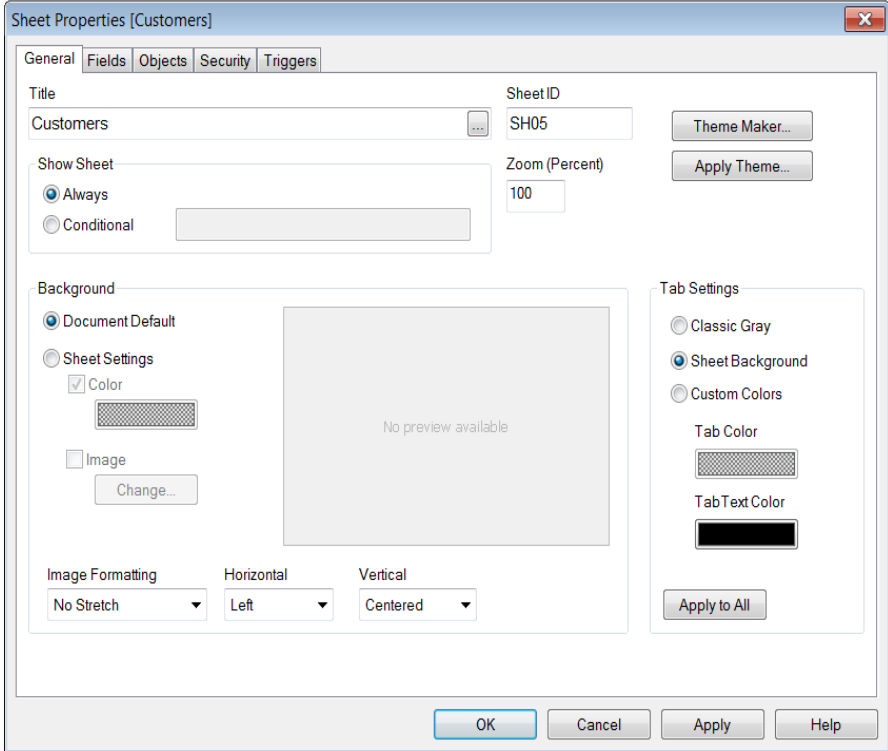 Sheet Properties [Customers]
General Fields Objects Security Triggers
Title
Customers
...
Sheet ID
SH05
Theme Maker...
Apply Theme...
Show Sheet
Always
Conditional
Zoom (Percent)
100
Background
Document Default
Sheet Settings
Color
Image
Change...
No preview available
Image Formatting
No Stretch
Horizontal
Left
Vertical
Centered
Tab Settings
Classic Gray
Sheet Background
Custom Colors
Tab Color
Tab Text Color
Apply to All
OK Cancel Apply Help